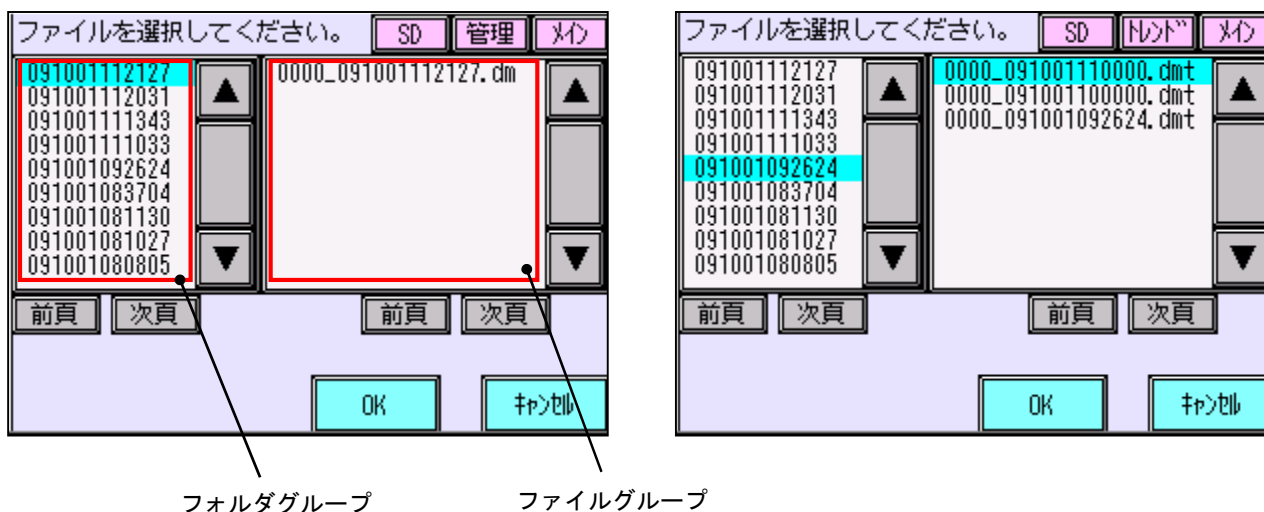 ファイルを選択してください。 SD 管理 ﾒｲﾝ
091001112127
091001112031
091001111343
091001111033
091001092624
091001083704
091001081130
091001081027
091001080805
0000_091001112127.dm
前頁 次頁 前頁 次頁
OK ｷｬﾝｾﾙ
フォルダグループ ファイルグループ
ファイルを選択してください。 SD ﾄﾚﾝﾄﾞ ﾒｲﾝ
091001112127
091001112031
091001111343
091001111033
091001092624
091001083704
091001081130
091001081027
091001080805
0000_091001110000.dmt
0000_091001100000.dmt
0000_091001092624.dmt
前頁 次頁 前頁 次頁
OK ｷｬﾝｾﾙ